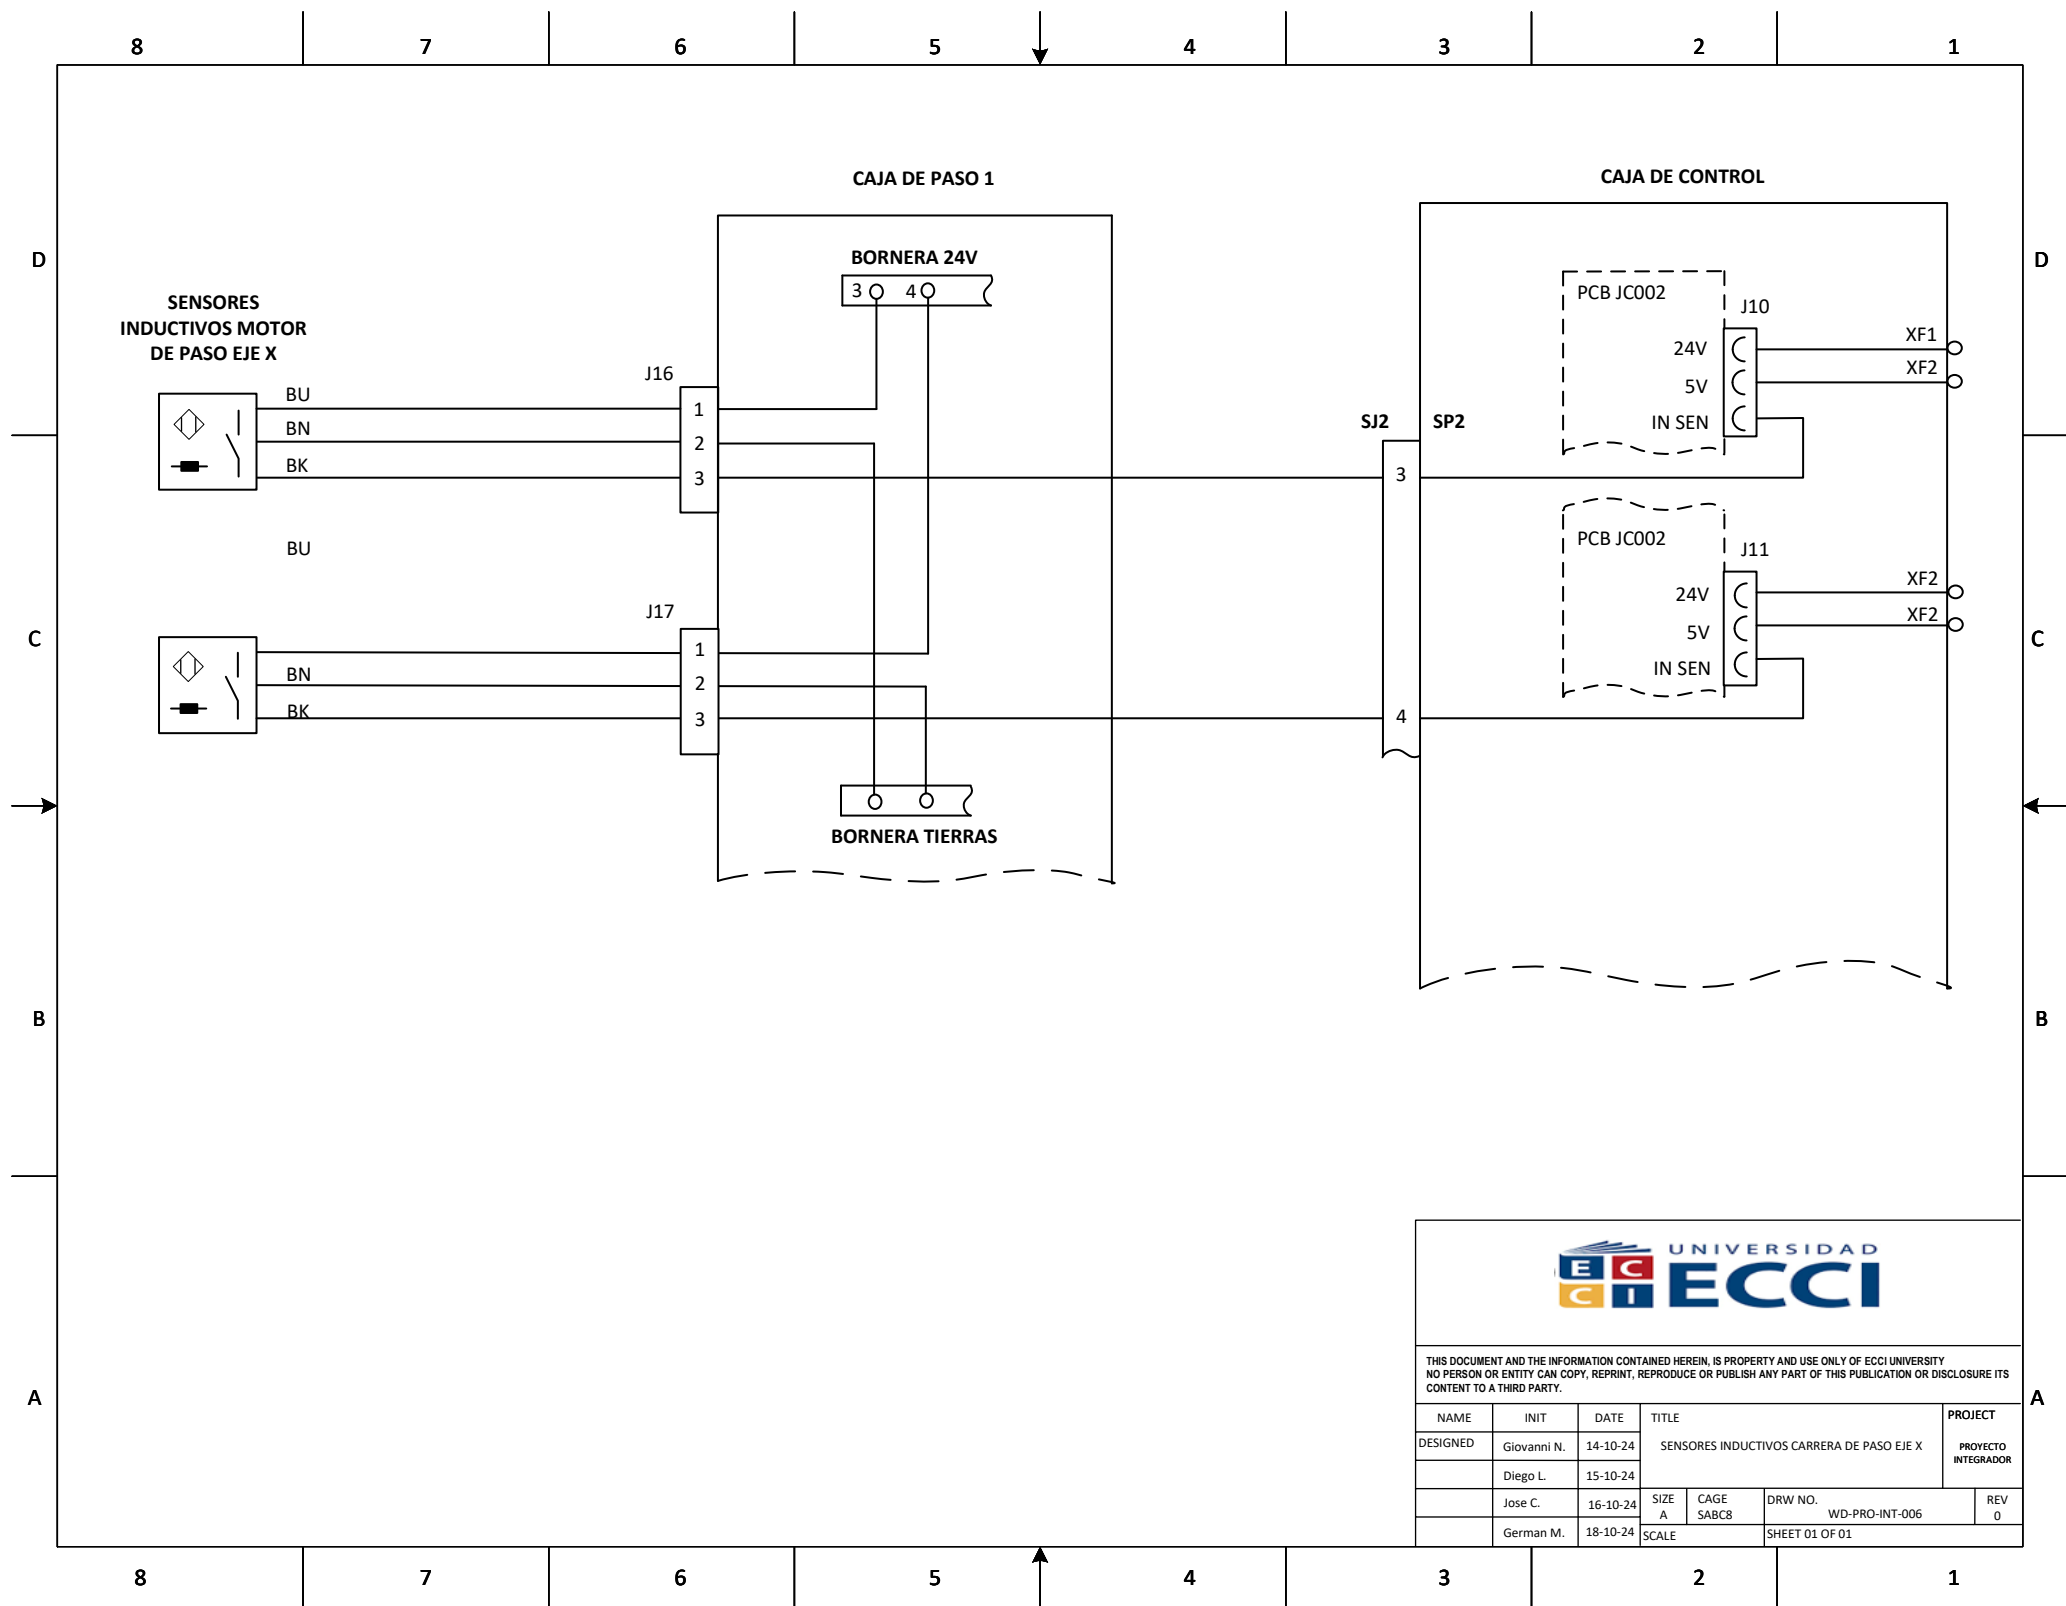 8 7 6 5 4 3 2 1
D
D
C
C
B
B
A
A
CAJA DE PASO 1
CAJA DE CONTROL
BORNERA 24V
3 4
SENSORES
INDUCTIVOS MOTOR
DE PASO EJE X
BU
BN
BK
J16
1
2
3
BU
BN
BK
J17
1
2
3
BORNERA TIERRAS
SJ2 SP2
3
4
PCB JC002
J10
24V
5V
IN SEN
XF1
XF2
PCB JC002
J11
24V
5V
IN SEN
XF2
XF2
UNIVERSIDAD
E C
C I
ECCI
THIS DOCUMENT AND THE INFORMATION CONTAINED HEREIN, IS PROPERTY AND USE ONLY OF ECCI UNIVERSITY
NO PERSON OR ENTITY CAN COPY, REPRINT, REPRODUCE OR PUBLISH ANY PART OF THIS PUBLICATION OR DISCLOSURE ITS
CONTENT TO A THIRD PARTY.
NAME INIT DATE TITLE PROJECT
DESIGNED Giovanni N. 14-10-24 SENSORES INDUCTIVOS CARRERA DE PASO EJE X PROYECTO
INTEGRADOR
Diego L. 15-10-24
Jose C. 16-10-24
SIZE CAGE DRW NO. REV
A SABC8 WD-PRO-INT-006 0
German M. 18-10-24 SCALE SHEET 01 OF 01
8 7 6 5 4 3 2 1